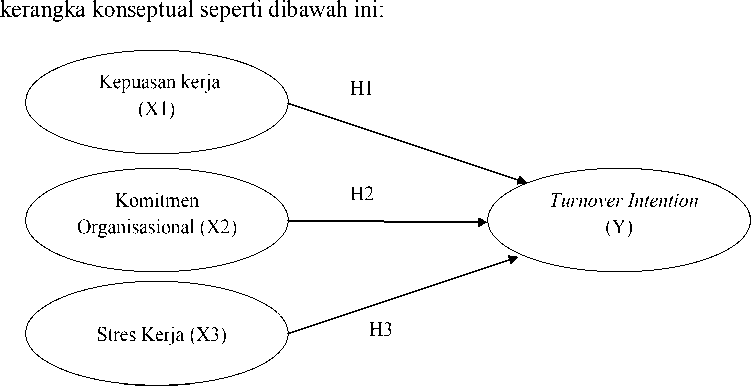 kerangka konseptual seperti dibawah ini:
Kepuasan kerja
(X1)
H1
Komitmen
Organisasional (X2)
H2
Turnover Intention
(Y)
Stres Kerja (X3)
H3